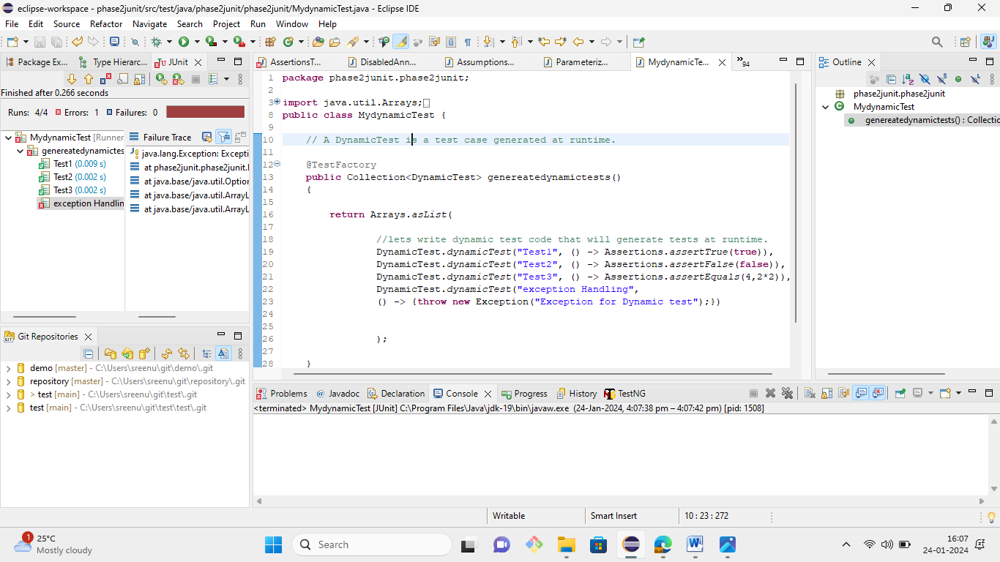 eclipse-workspace - phase2junit/src/test/java/phase2junit/phase2junit/MydynamicTest.java - Eclipse IDE
File Edit Source Refactor Navigate Search Project Run Window Help
Package Ex... Type Hierarc... JUnit
Finished after 0.266 seconds
Runs: 4/4 Errors: 1 Failures: 0
MydynamicTest [Runner
genereatedynamictes
Test1 (0.009 s)
Test2 (0.002 s)
Test3 (0.002 s)
exception Handlin
Failure Trace
java.lang.Exception: Excepti
at phase2junit.phase2junit.
at java.base/java.util.Option
at java.base/java.util.ArrayL
at java.base/java.util.ArrayL
Git Repositories
demo [master] - C:\Users\sreenu\git\demo\.git
repository [master] - C:\Users\sreenu\git\repository\.git
> test [main] - C:\Users\sreenu\git\test\.git
test [main] - C:\Users\sreenu\git\test\test\.git
AssertionsT... DisabledAnn... Assumptions... Parameteriz... MydynamicTe... »94
1 package phase2junit.phase2junit;
2
3 import java.util.Arrays;
8 public class MydynamicTest {
9
10 // A DynamicTest is a test case generated at runtime.
11
12 @TestFactory
13 public Collection<DynamicTest> genereatedynamictests()
14 {
15
16 return Arrays.asList(
17
18 //lets write dynamic test code that will generate tests at runtime.
19 DynamicTest.dynamicTest("Test1", () -> Assertions.assertTrue(true)),
20 DynamicTest.dynamicTest("Test2", () -> Assertions.assertFalse(false)),
21 DynamicTest.dynamicTest("Test3", () -> Assertions.assertEquals(4,2*2)),
22 DynamicTest.dynamicTest("exception Handling",
23 () -> {throw new Exception("Exception for Dynamic test");})
24
25
26 );
27
28 }
Outline
phase2junit.phase2junit
MydynamicTest
genereatedynamictests() : Collectio
Problems Javadoc Declaration Console Progress History TestNG
<terminated> MydynamicTest [JUnit] C:\Program Files\Java\jdk-19\bin\javaw.exe (24-Jan-2024, 4:07:38 pm – 4:07:42 pm) [pid: 1508]
Writable Smart Insert 10 : 23 : 272
1
25°C
Mostly cloudy
Search
16:07
24-01-2024